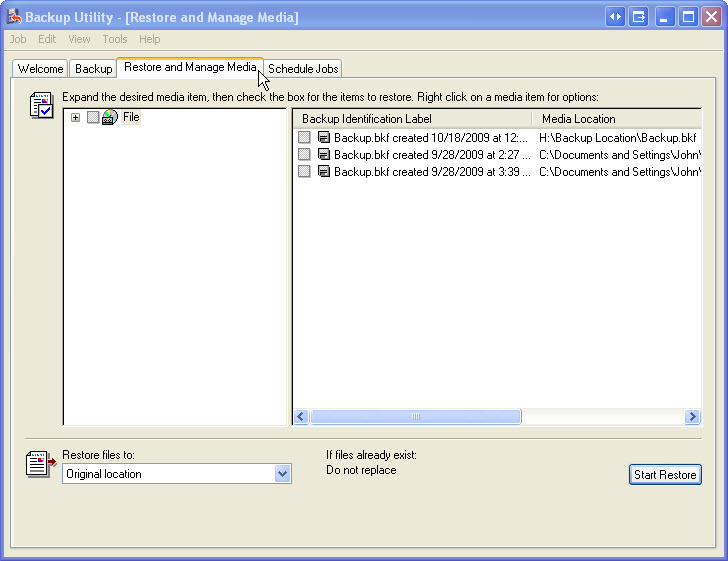 Backup Utility - [Restore and Manage Media]
Job Edit View Tools Help
Welcome Backup Restore and Manage Media Schedule Jobs
Expand the desired media item, then check the box for the items to restore. Right click on a media item for options:
File
Backup Identification Label Media Location
Backup.bkf created 10/18/2009 at 12:... H:\Backup Location\Backup.bkf
Backup.bkf created 9/28/2009 at 2:27 ... C:\Documents and Settings\John\
Backup.bkf created 9/28/2009 at 3:39 ... C:\Documents and Settings\John\
Restore files to:
Original location
If files already exist:
Do not replace
Start Restore